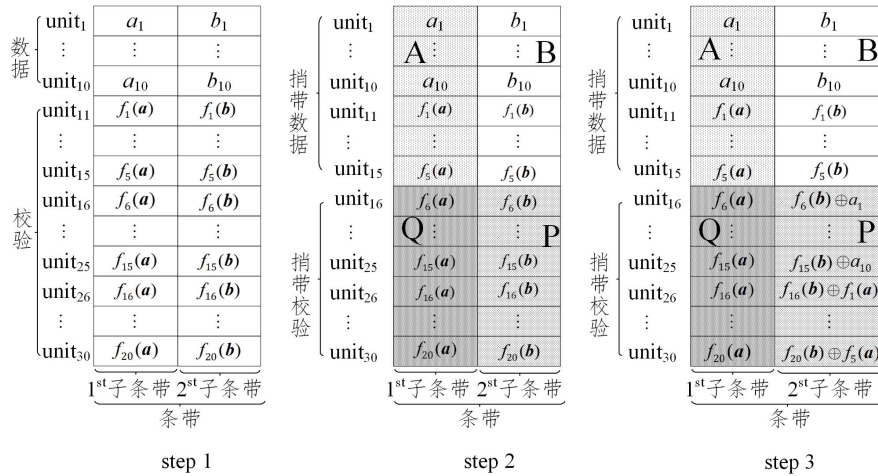 unit₁ a₁ b₁
数据 ⋮ ⋮ ⋮
unit₁₀ a₁₀ b₁₀
unit₁₁ f₁(a) f₁(b)
⋮ ⋮ ⋮
unit₁₅ f₅(a) f₅(b)
unit₁₆ f₆(a) f₆(b)
校验 ⋮ ⋮ ⋮
unit₂₅ f₁₅(a) f₁₅(b)
unit₂₆ f₁₆(a) f₁₆(b)
⋮ ⋮ ⋮
unit₃₀ f₂₀(a) f₂₀(b)
1ˢᵗ子条带 2ˢᵗ子条带
条带
step 1
unit₁ a₁ b₁
⋮ A ⋮ ⋮ B
unit₁₀ a₁₀ b₁₀
捎带数据
unit₁₁ f₁(a) f₁(b)
⋮ ⋮ ⋮
unit₁₅ f₅(a) f₅(b)
unit₁₆ f₆(a) f₆(b)
⋮ Q ⋮ ⋮ P
捎带校验
unit₂₅ f₁₅(a) f₁₅(b)
unit₂₆ f₁₆(a) f₁₆(b)
⋮ ⋮ ⋮
unit₃₀ f₂₀(a) f₂₀(b)
1ˢᵗ子条带 2ˢᵗ子条带
条带
step 2
unit₁ a₁ b₁
⋮ A ⋮ ⋮ B
unit₁₀ a₁₀ b₁₀
捎带数据
unit₁₁ f₁(a) f₁(b)
⋮ ⋮ ⋮
unit₁₅ f₅(a) f₅(b)
unit₁₆ f₆(a) f₆(b)⊕a₁
⋮ Q ⋮ ⋮ P
捎带校验
unit₂₅ f₁₅(a) f₁₅(b)⊕a₁₀
unit₂₆ f₁₆(a) f₁₆(b)⊕f₁(a)
⋮ ⋮ ⋮
unit₃₀ f₂₀(a) f₂₀(b)⊕f₅(a)
1ˢᵗ子条带 2ˢᵗ子条带
条带
step 3